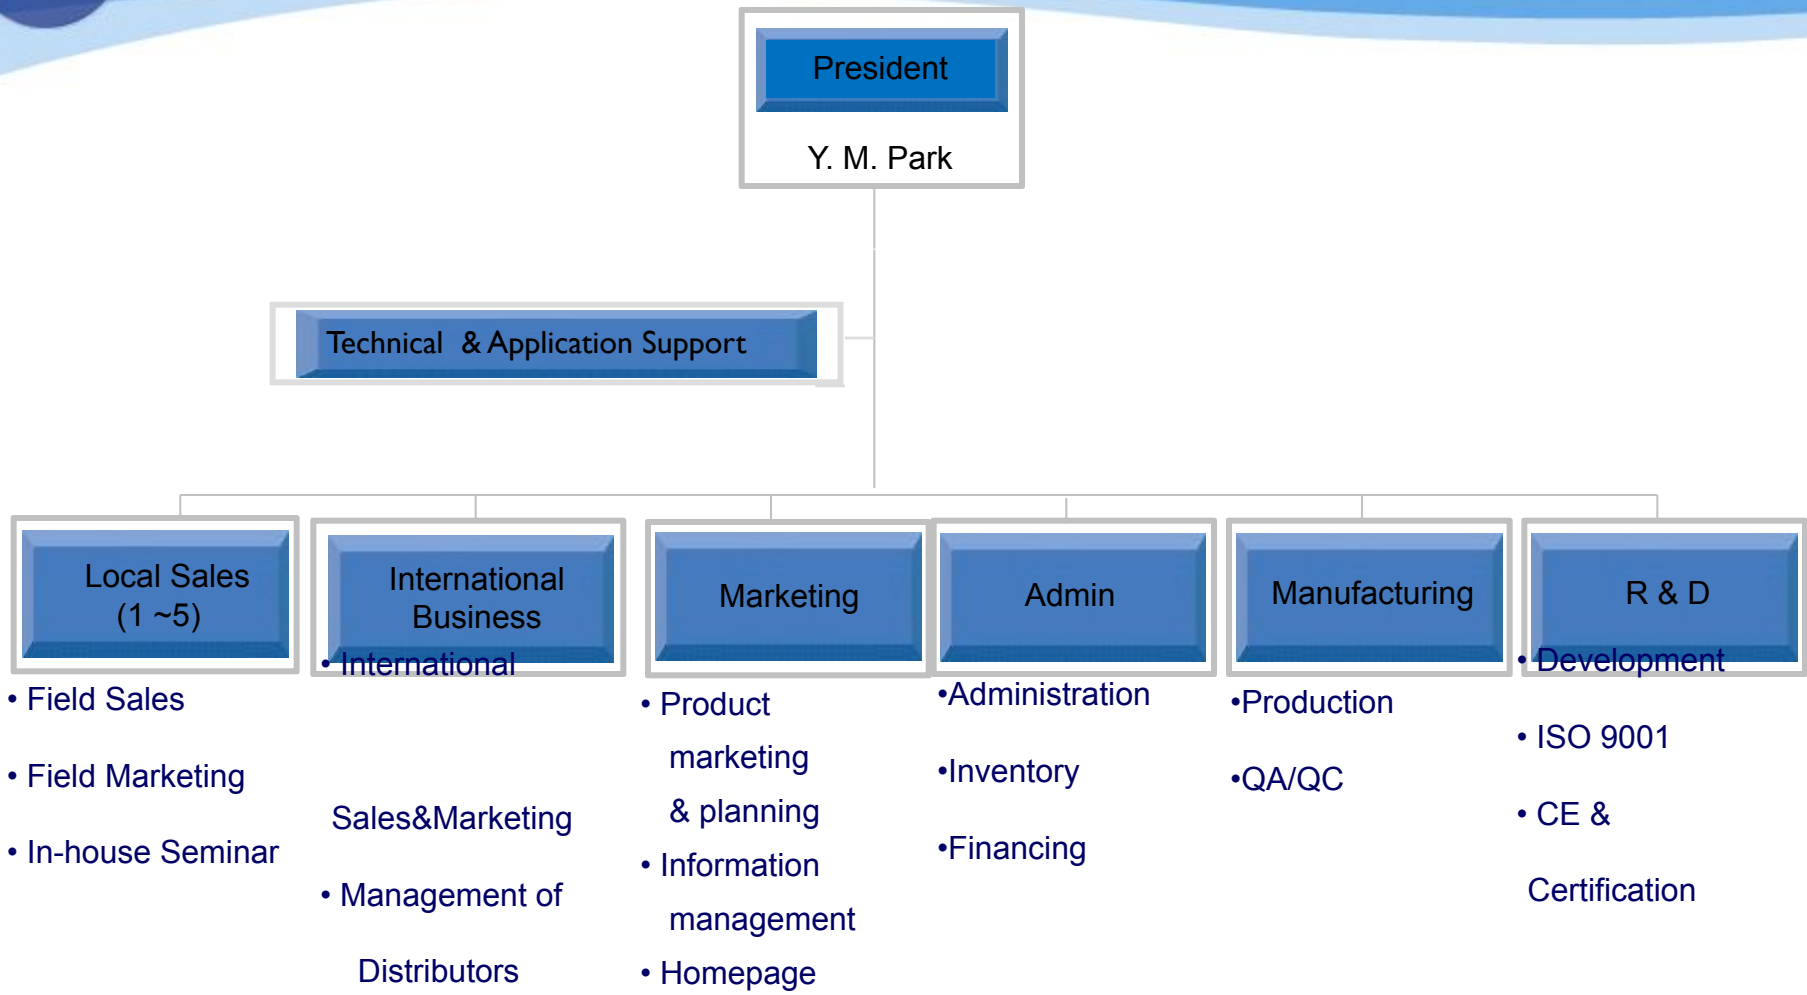 President
Y. M. Park
Technical & Application Support
Local Sales
(1 ~5)
International
Business
Marketing
Admin
Manufacturing
R & D
• Field Sales
• Field Marketing
• In-house Seminar
• International
Sales&Marketing
• Management of
Distributors
• Product
marketing
& planning
• Information
management
• Homepage
•Administration
•Inventory
•Financing
•Production
•QA/QC
• Development
• ISO 9001
• CE &
Certification